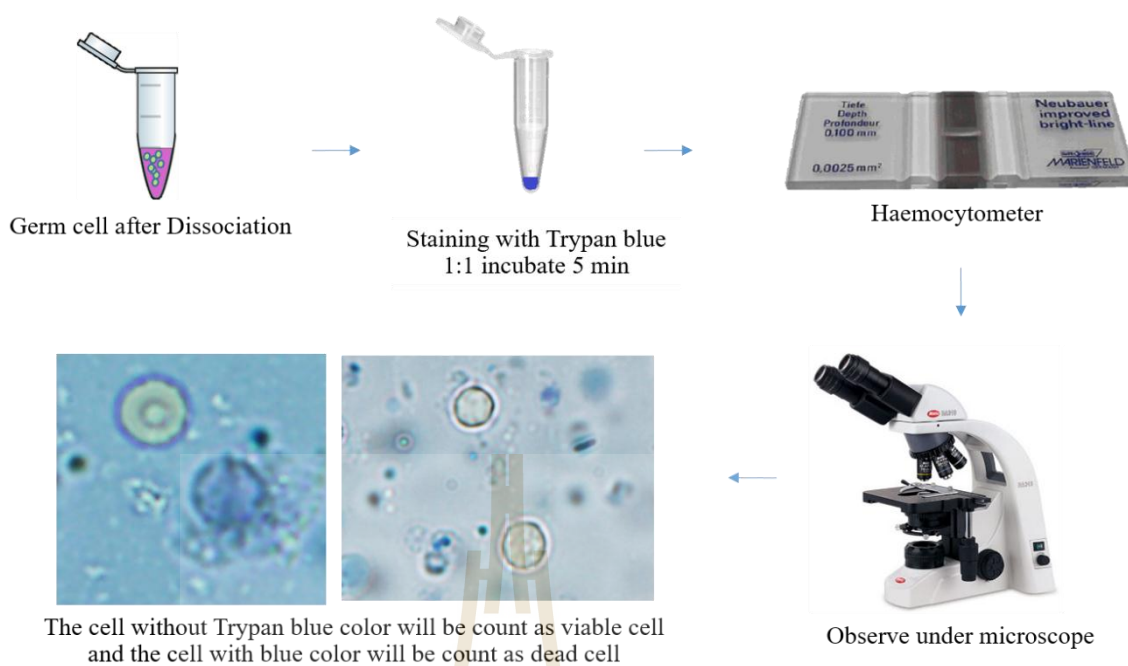 Germ cell after Dissociation
Staining with Trypan blue
1:1 incubate 5 min
Tiefe
Depth
Profondeur
0,100 mm
0,0025 mm²
Neubauer
improved
bright-line
MARIENFELD
Haemocytometer
Observe under microscope
The cell without Trypan blue color will be count as viable cell
and the cell with blue color will be count as dead cell